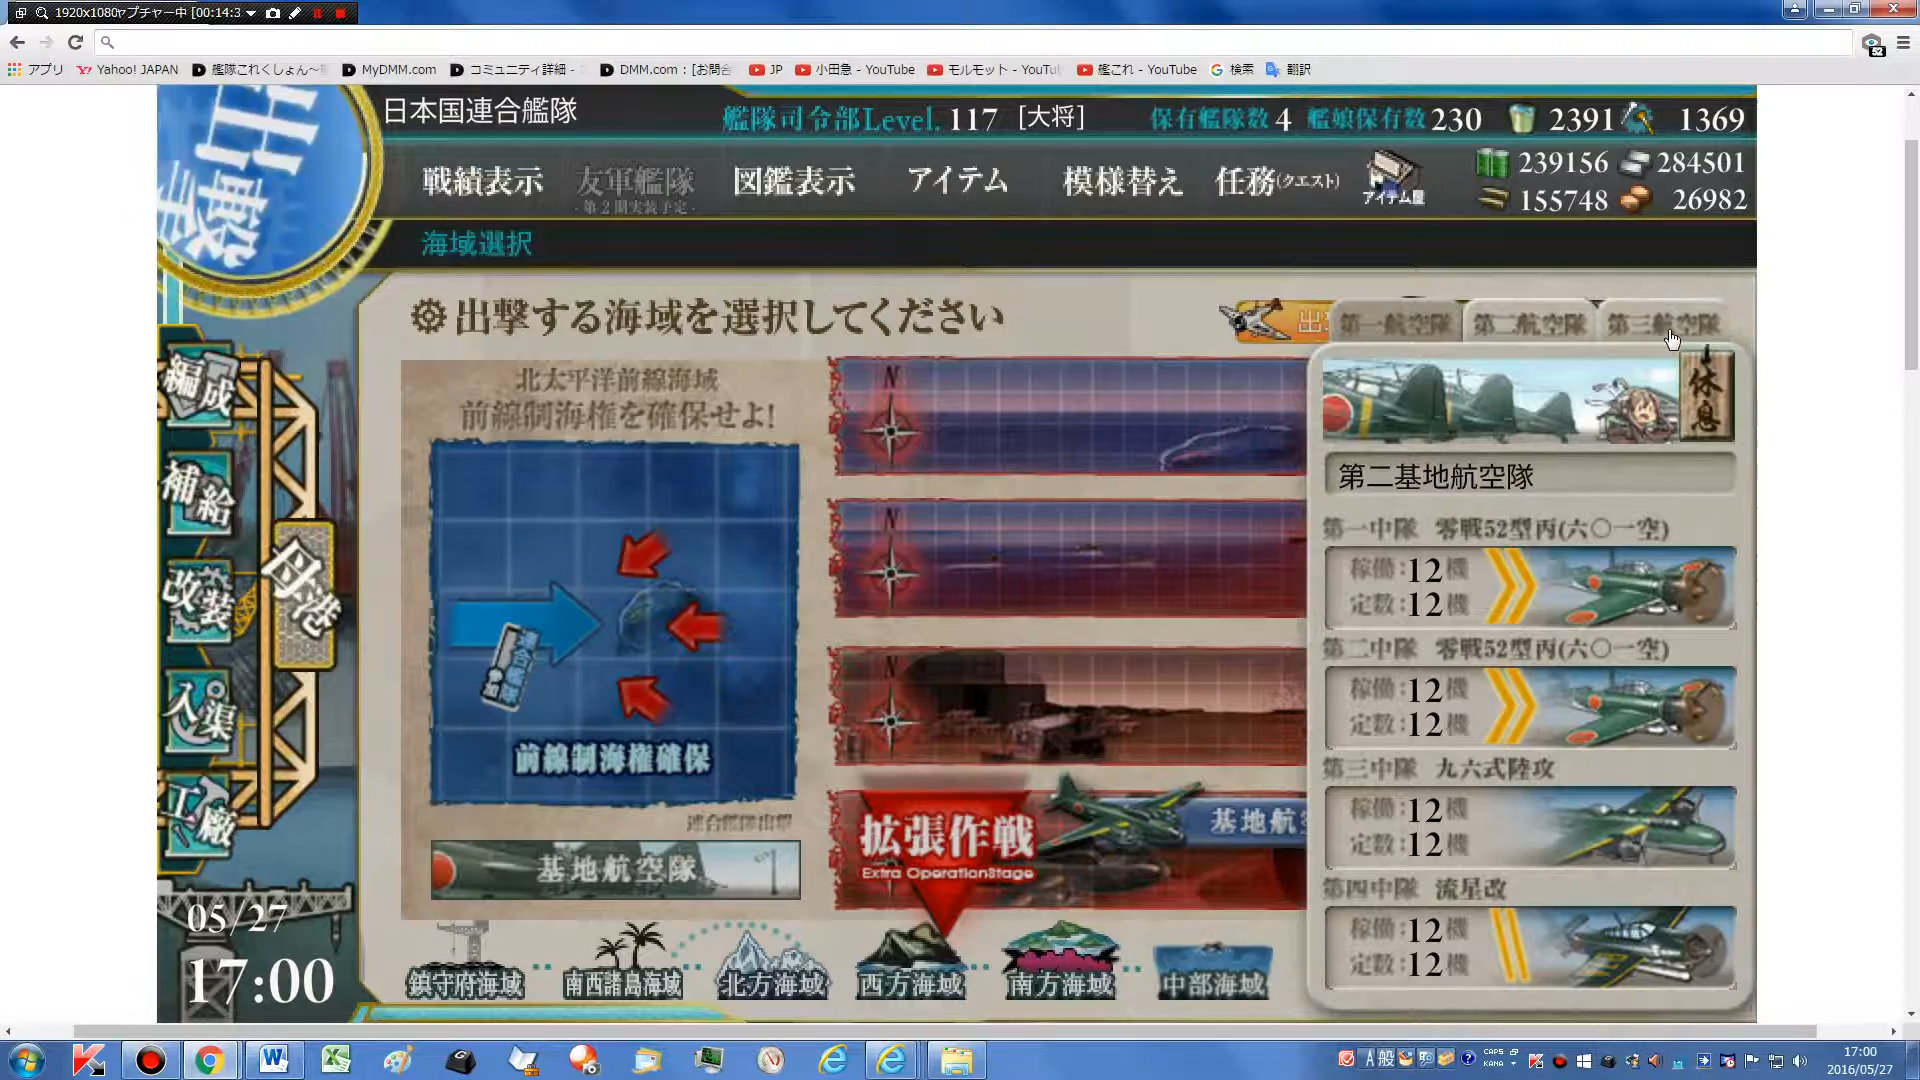 1920x1080ャプチャー中 [00:14:3
アプリ
Yahoo! JAPAN
艦隊これくしょん〜
MyDMM.com
コミュニティ詳細 -
DMM.com : [お問合
JP
小田急 - YouTube
モルモット - YouTu
艦これ - YouTube
検索
翻訳
出撃
日本国連合艦隊
艦隊司令部Level. 117 [大将]
保有艦隊数 4 艦娘保有数 230
2391
1369
戦績表示
友軍艦隊
-第2期実装予定-
図鑑表示
アイテム
模様替え
任務(クエスト)
アイテム屋
239156
284501
155748
26982
海域選択
出撃する海域を選択してください
出
第一航空隊
第二航空隊
第三航空隊
編成
補給
改装
入渠
工廠
母港
北太平洋前線海域
前線制海権を確保せよ!
連合艦隊
前線制海権確保
連合艦隊出撃
基地航空隊
N
N
N
拡張作戦
Extra OperationStage
基地航空
休息
第二基地航空隊
第一中隊 零戦52型丙(六〇一空)
稼働:12機
定数:12機
第二中隊 零戦52型丙(六〇一空)
稼働:12機
定数:12機
第三中隊 九六式陸攻
稼働:12機
定数:12機
第四中隊 流星改
稼働:12機
定数:12機
05/27
17:00
鎮守府海域
南西諸島海域
北方海域
西方海域
南方海域
中部海域
A般
CAPS
KANA
17:00
2016/05/27